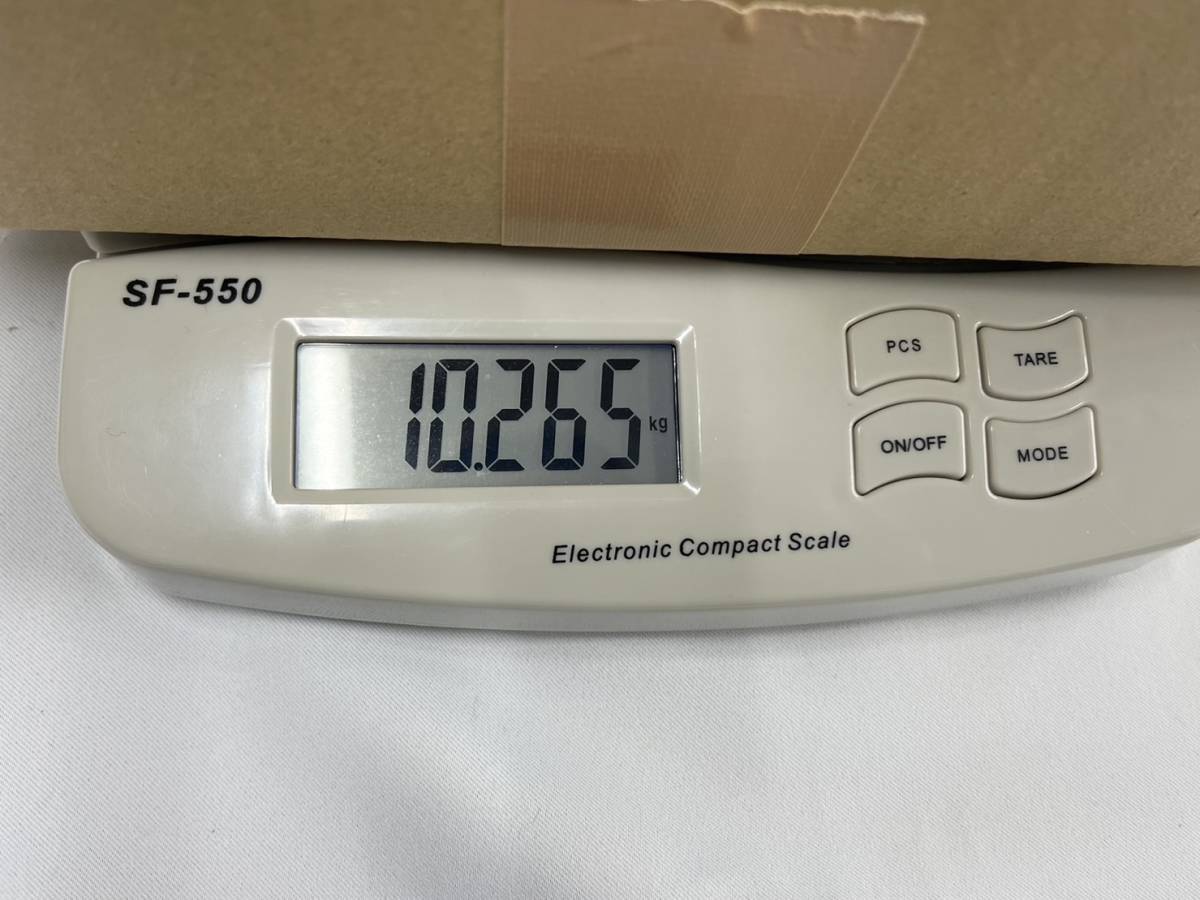 SF-550
10.265 kg
PCS
TARE
ON/OFF
MODE
Electronic Compact Scale